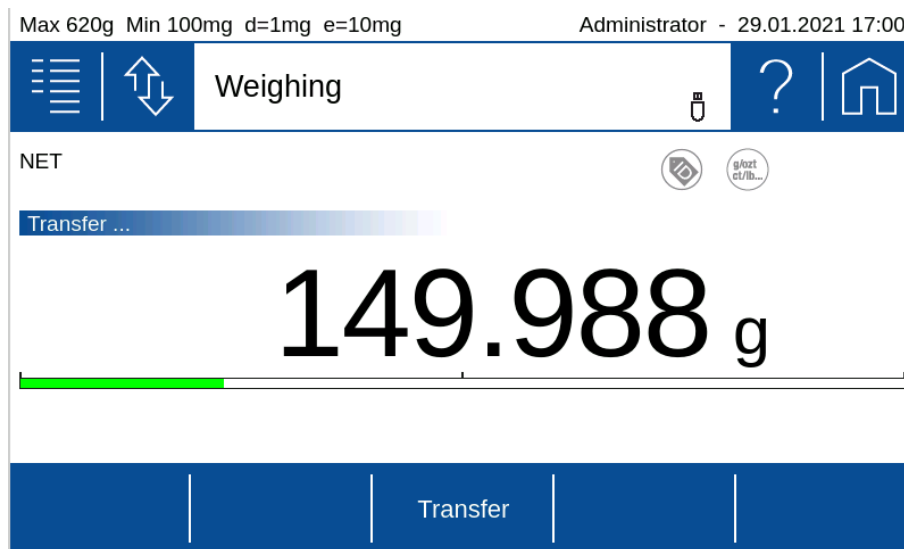 Max 620g Min 100mg d=1mg e=10mg Administrator - 29.01.2021 17:00
Weighing
?
NET
ID
g/ozt
ct/lb...
Transfer ...
149.988 g
Transfer